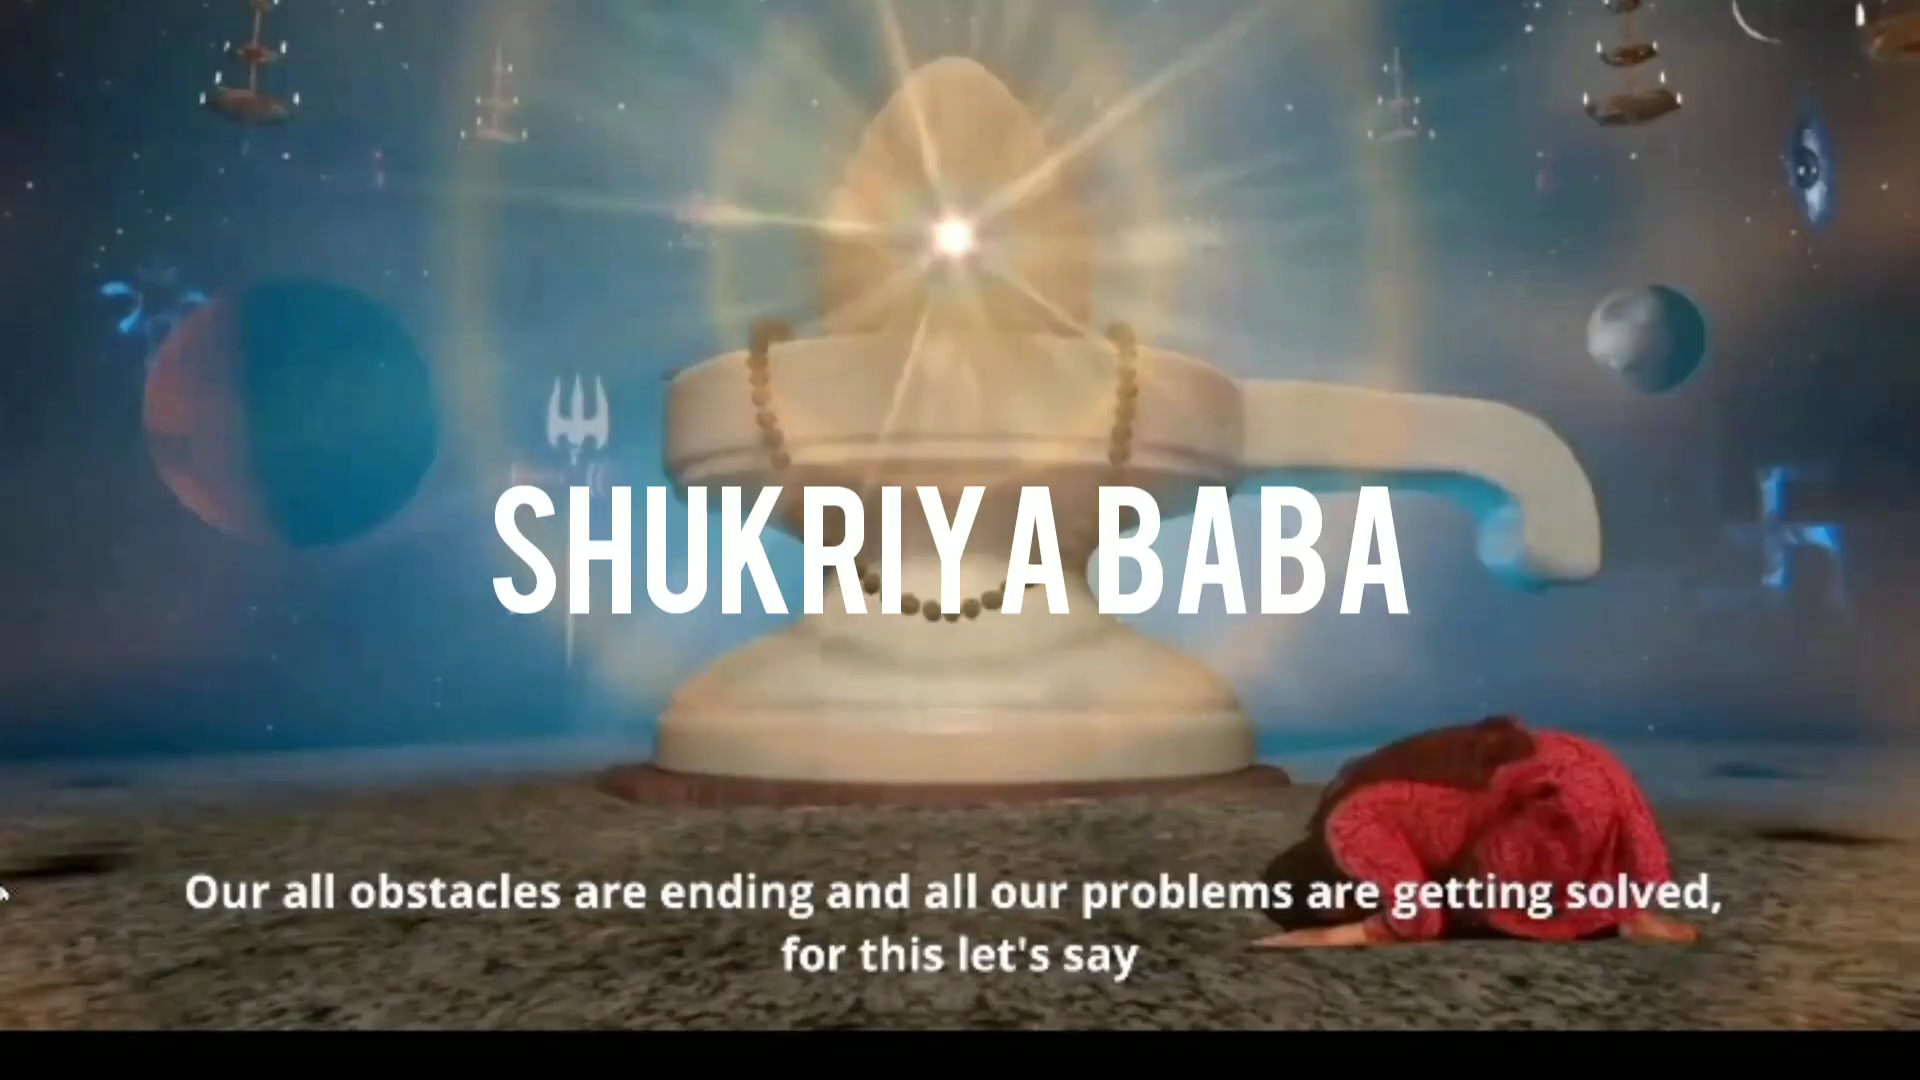 SHUKRIYA BABA
Our all obstacles are ending and all our problems are getting solved,
for this let's say